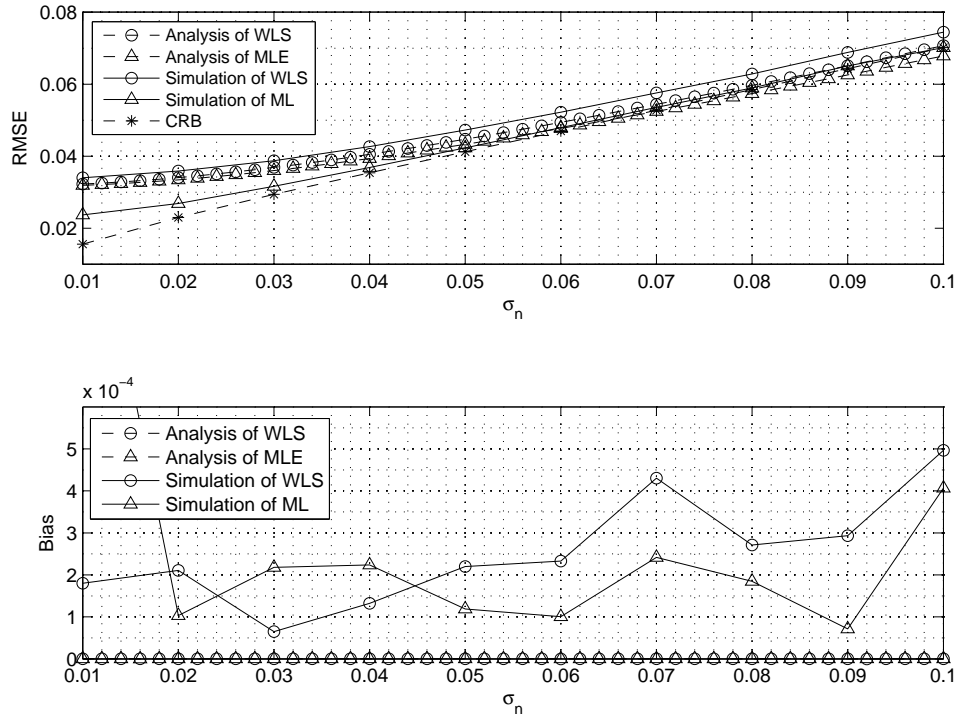 Analysis of WLS
Analysis of MLE
Simulation of WLS
Simulation of ML
CRB
RMSE
0.08
0.06
0.04
0.02
0.01 0.02 0.03 0.04 0.05 0.06 0.07 0.08 0.09 0.1
σn
x 10−4
Analysis of WLS
Analysis of MLE
Simulation of WLS
Simulation of ML
Bias
5
4
3
2
1
0
0.01 0.02 0.03 0.04 0.05 0.06 0.07 0.08 0.09 0.1
σn